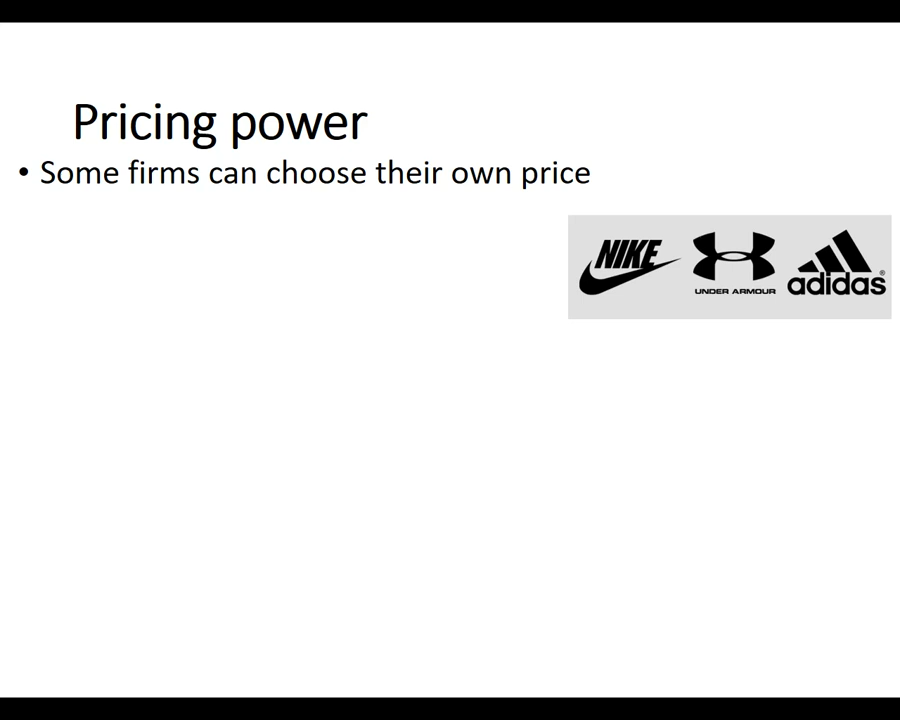 Pricing power
• Some firms can choose their own price
NIKE
UNDER ARMOUR
adidas®